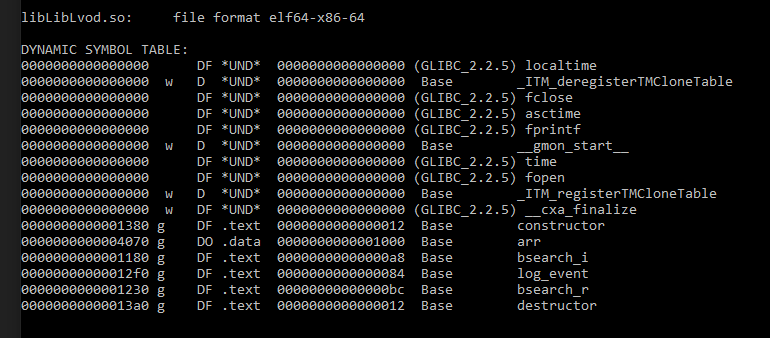 libLibLvod.so:     file format elf64-x86-64
DYNAMIC SYMBOL TABLE:
0000000000000000      DF *UND*  0000000000000000 (GLIBC_2.2.5) localtime
0000000000000000  w   D  *UND*  0000000000000000  Base        _ITM_deregisterTMCloneTable
0000000000000000      DF *UND*  0000000000000000 (GLIBC_2.2.5) fclose
0000000000000000      DF *UND*  0000000000000000 (GLIBC_2.2.5) asctime
0000000000000000      DF *UND*  0000000000000000 (GLIBC_2.2.5) fprintf
0000000000000000  w   D  *UND*  0000000000000000  Base        __gmon_start__
0000000000000000      DF *UND*  0000000000000000 (GLIBC_2.2.5) time
0000000000000000      DF *UND*  0000000000000000 (GLIBC_2.2.5) fopen
0000000000000000  w   D  *UND*  0000000000000000  Base        _ITM_registerTMCloneTable
0000000000000000  w   DF *UND*  0000000000000000 (GLIBC_2.2.5) __cxa_finalize
0000000000001380 g    DF .text  0000000000000012  Base        constructor
0000000000004070 g    DO .data  0000000000001000  Base        arr
0000000000001180 g    DF .text  00000000000000a8  Base        bsearch_i
00000000000012f0 g    DF .text  0000000000000084  Base        log_event
0000000000001230 g    DF .text  00000000000000bc  Base        bsearch_r
00000000000013a0 g    DF .text  0000000000000012  Base        destructor